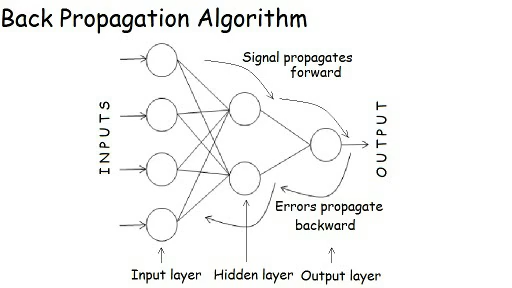 Back Propagation Algorithm
Signal propagates
forward
INPUTS
OUTPUT
Errors propagate
backward
Input layer Hidden layer Output layer